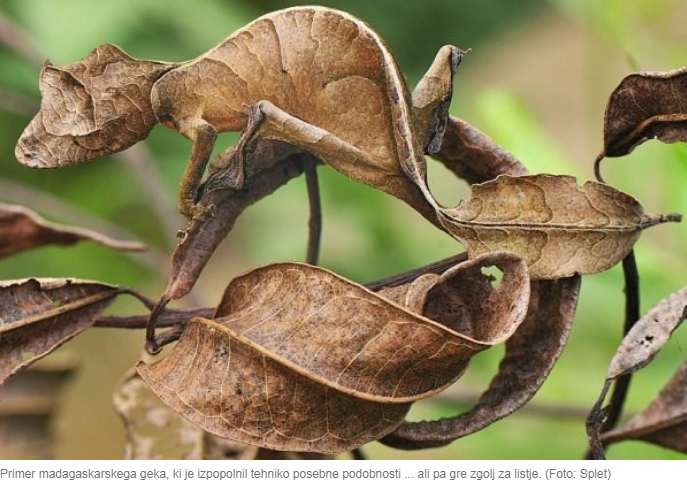 Primer madagaskarskega geka, ki je izpopolnil tehniko posebne podobnosti ... ali pa gre zgolj za listje. (Foto: Splet)